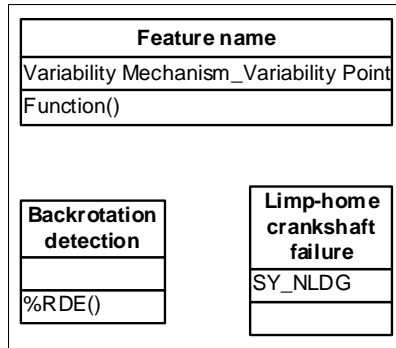 Feature name
Variability Mechanism_Variability Point
Function()
Backrotation
detection
%RDE()
Limp-home
crankshaft
failure
SY_NLDG